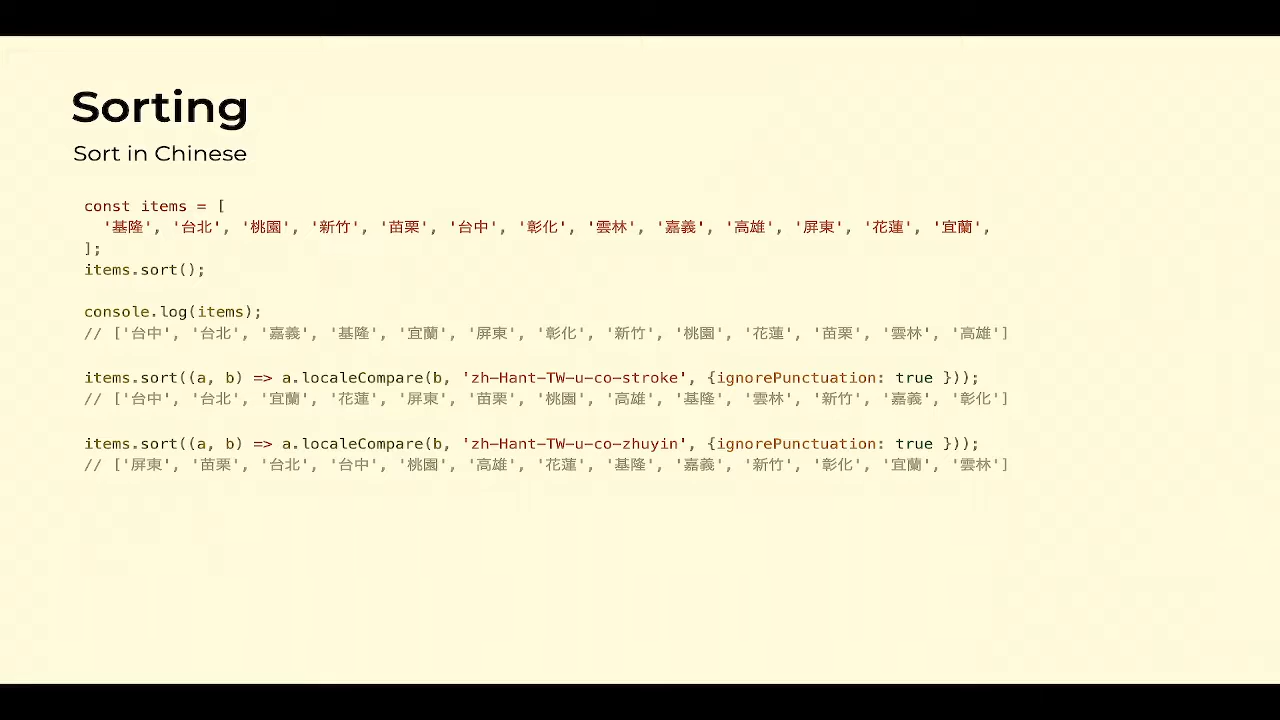 Sorting
Sort in Chinese
const items = [
  '基隆', '台北', '桃園', '新竹', '苗栗', '台中', '彰化', '雲林', '嘉義', '高雄', '屏東', '花蓮', '宜蘭',
];
items.sort();
console.log(items);
// ['台中', '台北', '嘉義', '基隆', '宜蘭', '屏東', '彰化', '新竹', '桃園', '花蓮', '苗栗', '雲林', '高雄']
items.sort((a, b) => a.localeCompare(b, 'zh-Hant-TW-u-co-stroke', {ignorePunctuation: true }));
// ['台中', '台北', '宜蘭', '花蓮', '屏東', '苗栗', '桃園', '高雄', '基隆', '雲林', '新竹', '嘉義', '彰化']
items.sort((a, b) => a.localeCompare(b, 'zh-Hant-TW-u-co-zhuyin', {ignorePunctuation: true }));
// ['屏東', '苗栗', '台北', '台中', '桃園', '高雄', '花蓮', '基隆', '嘉義', '新竹', '彰化', '宜蘭', '雲林']